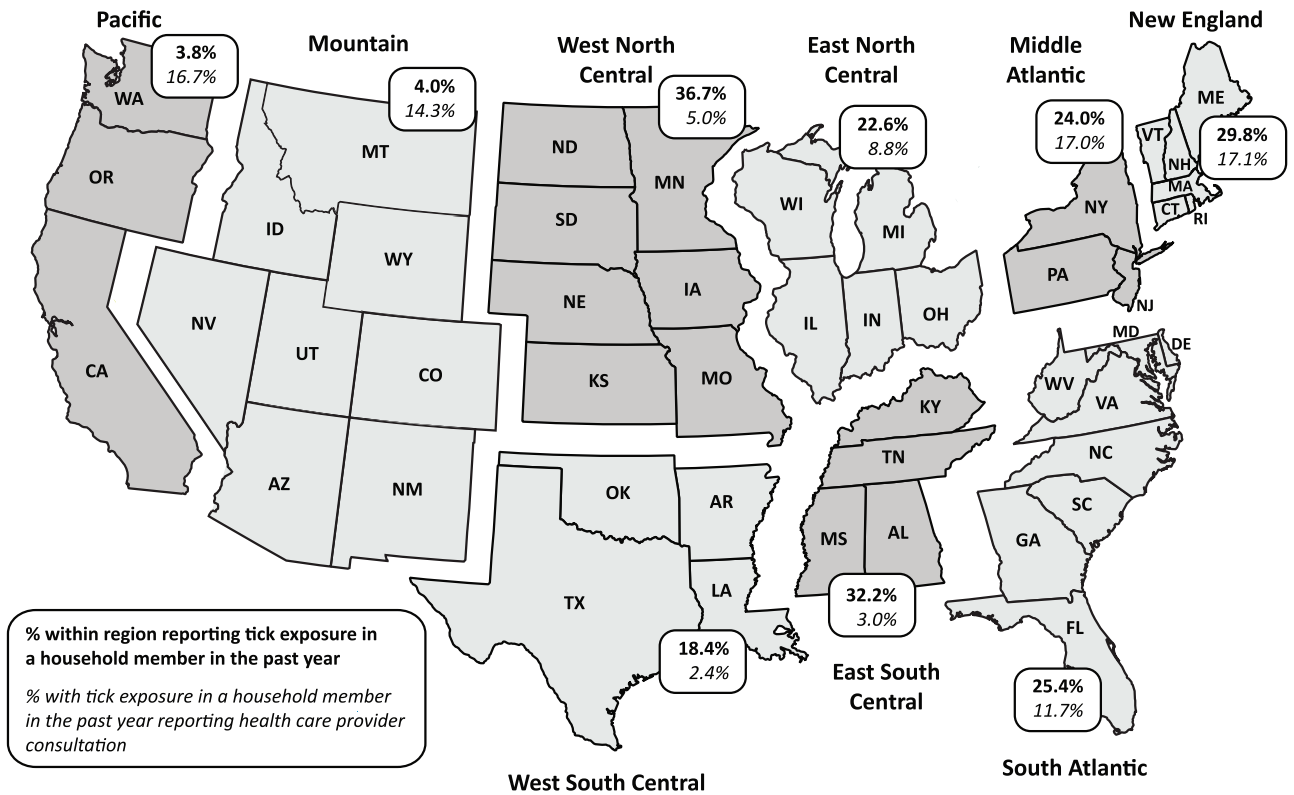 Pacific
3.8%
16.7%
WA
OR
CA
Mountain
4.0%
14.3%
MT
ID
WY
NV
UT
CO
AZ
NM
West North
Central
36.7%
5.0%
ND
MN
SD
NE
IA
KS
MO
East North
Central
22.6%
8.8%
WI
MI
IL
IN
OH
Middle
Atlantic
24.0%
17.0%
NY
PA
NJ
New England
29.8%
17.1%
ME
VT
NH
MA
CT
RI
OK
AR
TX
LA
18.4%
2.4%
West South Central
KY
TN
MS
AL
32.2%
3.0%
East South
Central
MD
DE
WV
VA
NC
SC
GA
FL
25.4%
11.7%
South Atlantic
% within region reporting tick exposure in
a household member in the past year
% with tick exposure in a household member
in the past year reporting health care provider
consultation